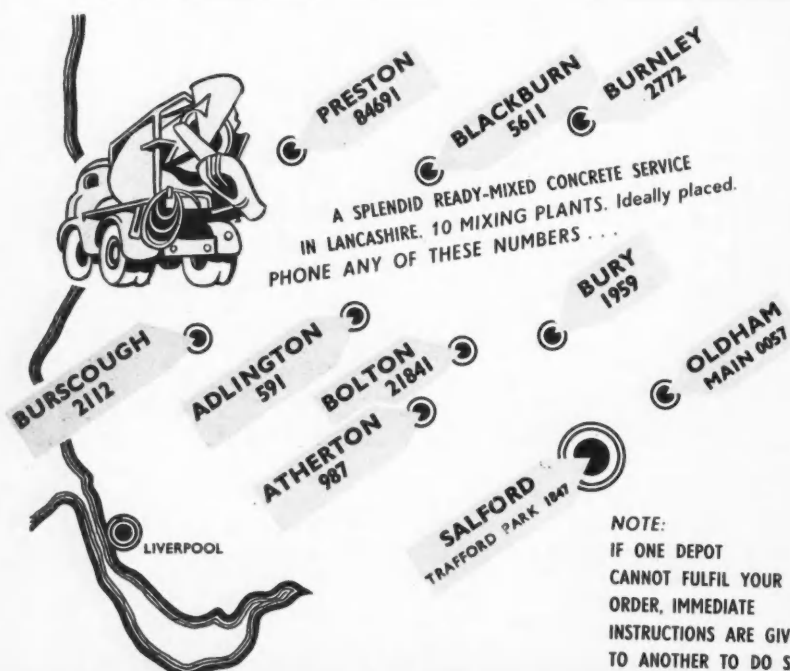 PRESTON
84691
BLACKBURN
5611
BURNLEY
2772
A SPLENDID READY-MIXED CONCRETE SERVICE
IN LANCASHIRE. 10 MIXING PLANTS. Ideally placed.
PHONE ANY OF THESE NUMBERS . . .
BURSCOUGH
2112
ADLINGTON
591
BOLTON
21841
BURY
1959
OLDHAM
MAIN 0057
ATHERTON
987
SALFORD
TRAFFORD PARK 1847
LIVERPOOL
NOTE:
IF ONE DEPOT
CANNOT FULFIL YOUR
ORDER, IMMEDIATE
INSTRUCTIONS ARE GIV
TO ANOTHER TO DO S